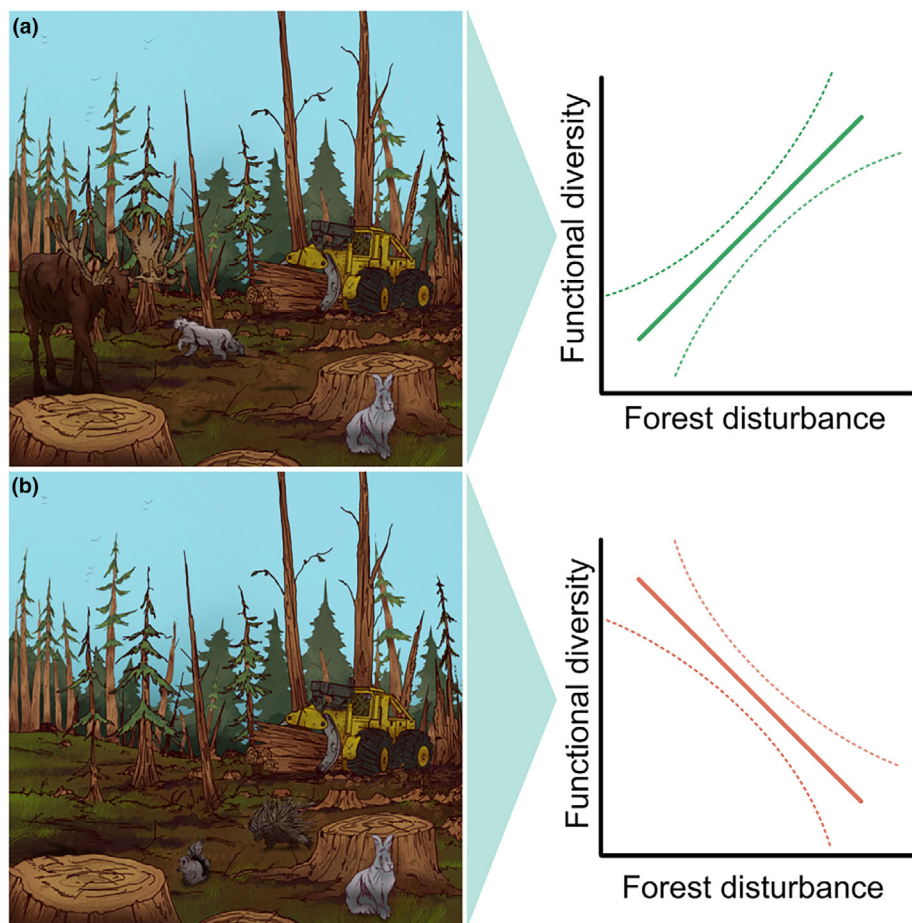 (a)
Functional diversity
Forest disturbance
(b)
Functional diversity
Forest disturbance